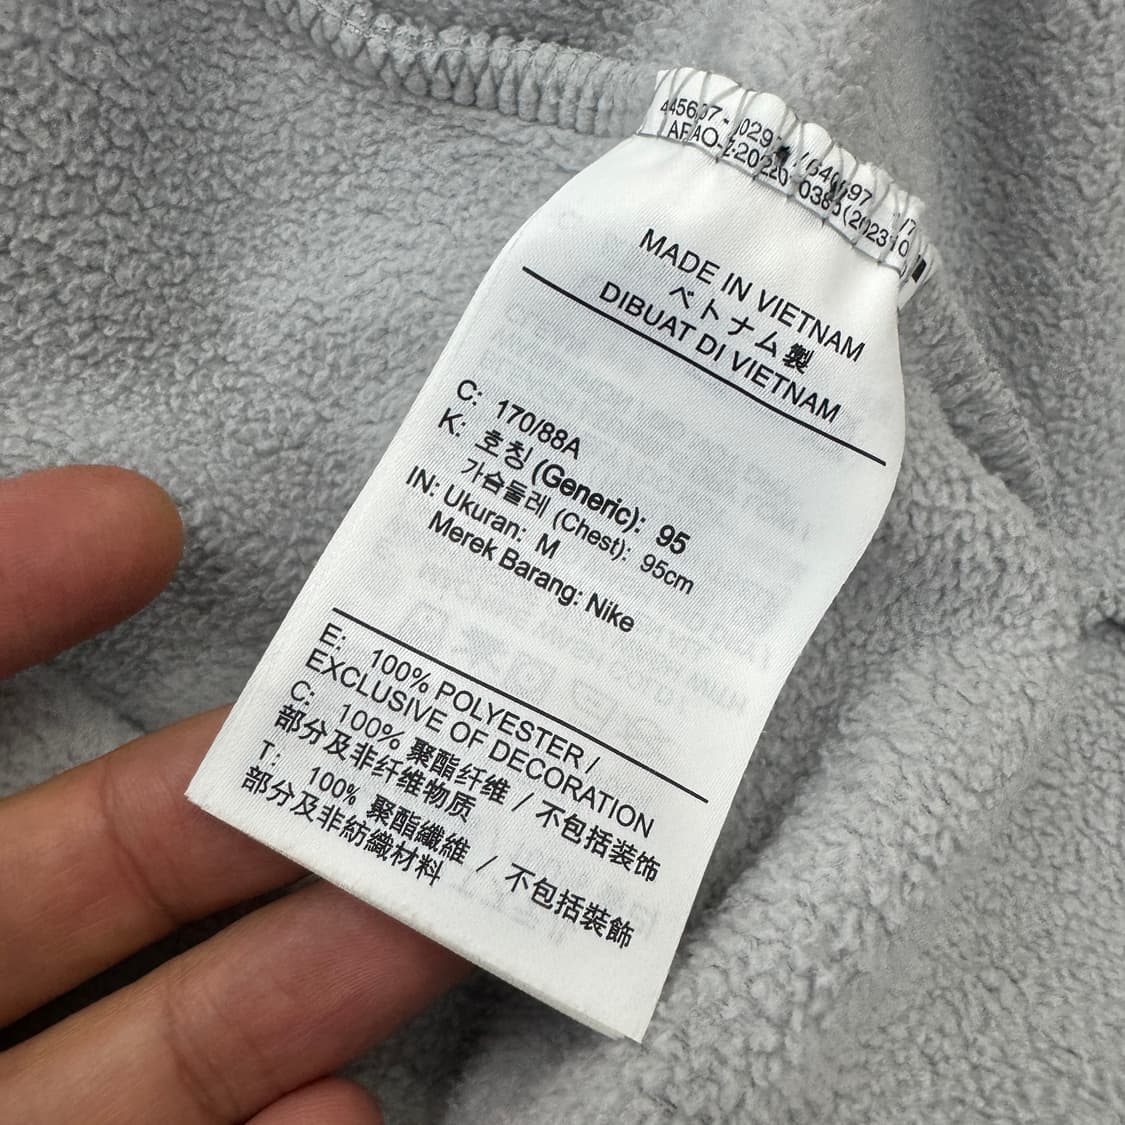 MADE IN VIETNAM
ベトナム製
DIBUAT DI VIETNAM
C: 170/88A
K: 호칭 (Generic): 95
가슴둘레 (Chest): 95cm
IN: Ukuran: M
Merek Barang: Nike
E: 100% POLYESTER /
EXCLUSIVE OF DECORATION
C: 100% 聚酯纤维 / 不包括装饰
部分及非纤维物质
T: 100% 聚酯纖維 / 不包括裝飾
部分及非紡織材料